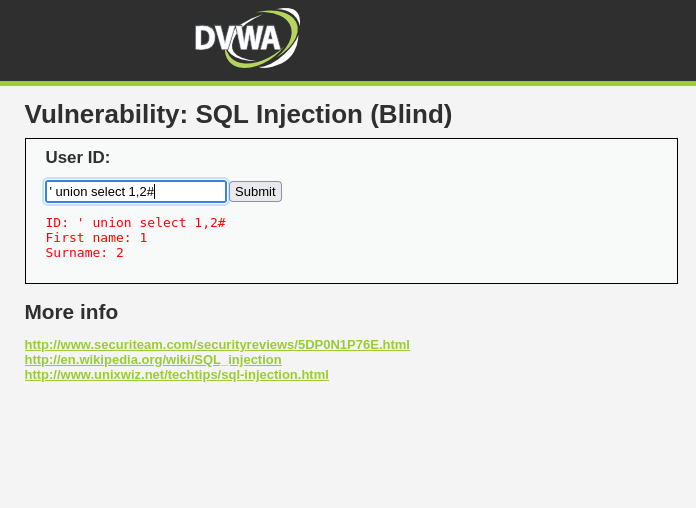 DVWA
Vulnerability: SQL Injection (Blind)
User ID:
' union select 1,2#
Submit
ID: ' union select 1,2#
First name: 1
Surname: 2
More info
http://www.securiteam.com/securityreviews/5DP0N1P76E.html
http://en.wikipedia.org/wiki/SQL_injection
http://www.unixwiz.net/techtips/sql-injection.html